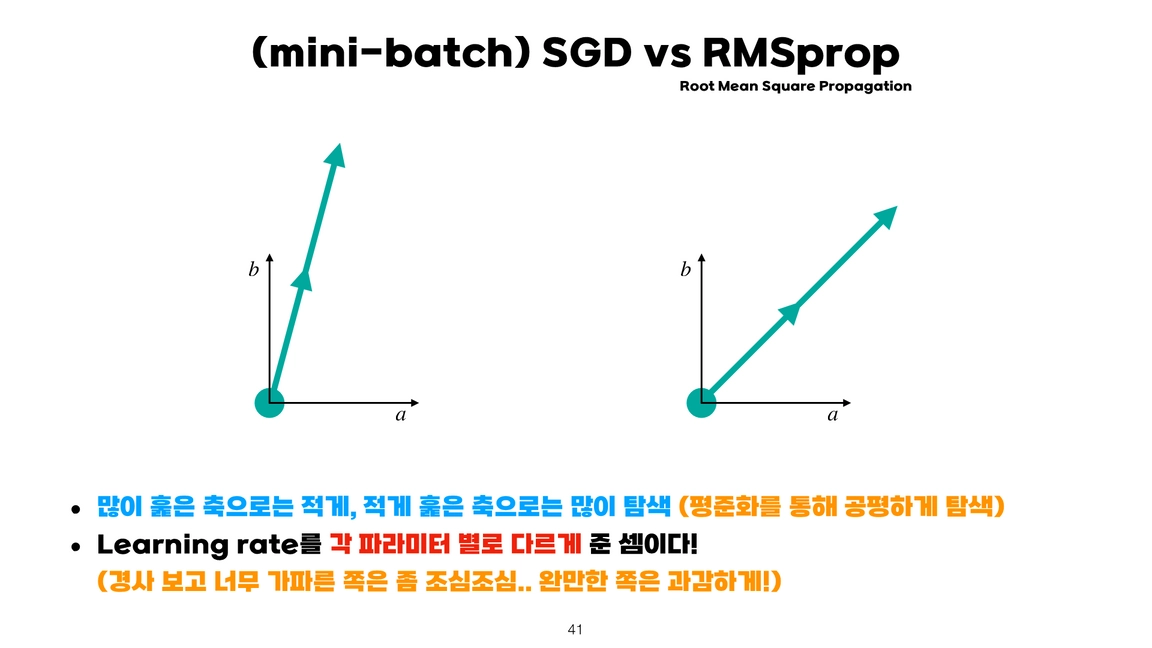 (mini-batch) SGD vs RMSprop
Root Mean Square Propagation
b
a
b
a
• 많이 훑은 축으로는 적게, 적게 훑은 축으로는 많이 탐색 (평준화를 통해 공평하게 탐색)
• Learning rate를 각 파라미터 별로 다르게 준 셈이다!
(경사 보고 너무 가파른 쪽은 좀 조심조심.. 완만한 쪽은 과감하게!)
41